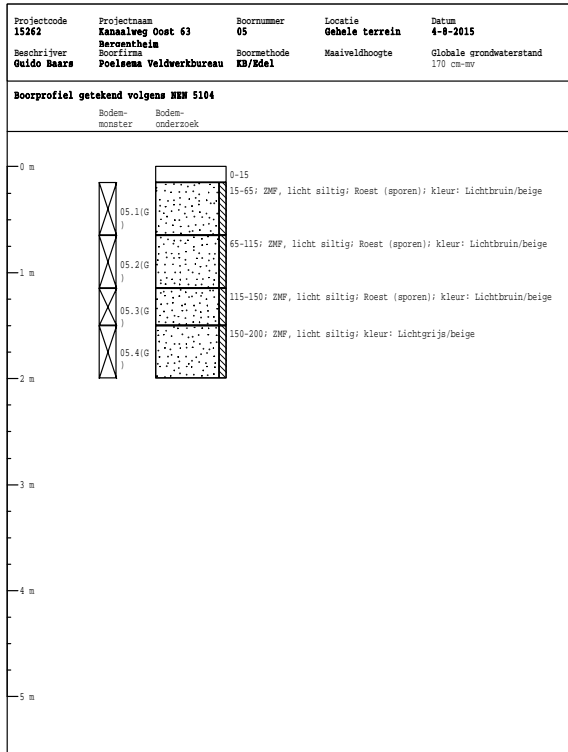 Projectcode Projectnaam Boornummer Locatie Datum
15262 Kanaalweg Oost 63 05 Gehele terrein 4-8-2015
Bergentheim
Beschrijver Boorfirma Boormethode Maaiveldhoogte Globale grondwaterstand
Guido Baars Poelsema Veldwerkbureau KB/Edel 170 cm-mv
Boorprofiel getekend volgens NEN 5104
Bodem- Bodem-
monster onderzoek
0 m
0-15
15-65; ZMF, licht siltig; Roest (sporen); kleur: Lichtbruin/beige
05.1(G
)
65-115; ZMF, licht siltig; Roest (sporen); kleur: Lichtbruin/beige
05.2(G
)
1 m
115-150; ZMF, licht siltig; Roest (sporen); kleur: Lichtbruin/beige
05.3(G
)
150-200; ZMF, licht siltig; kleur: Lichtgrijs/beige
05.4(G
)
2 m
3 m
4 m
5 m